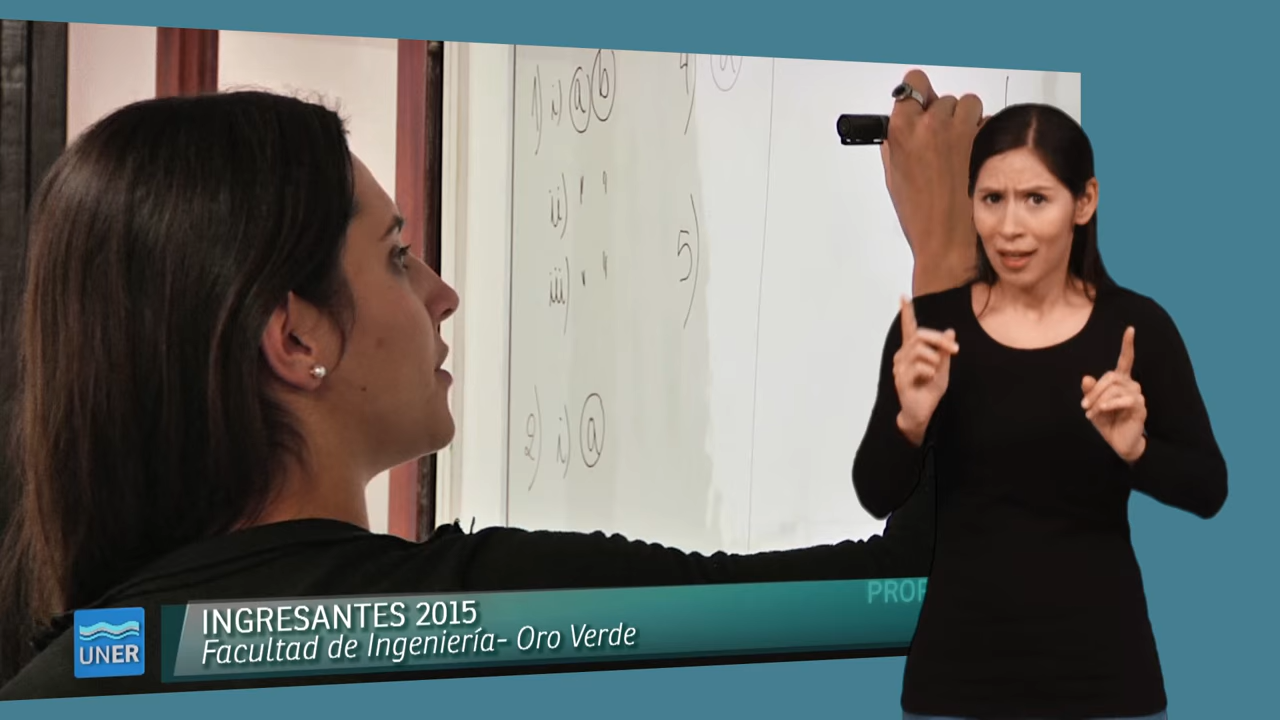 1) i) a b
4) a
ii) " "
iii) " "
5)
2) i) a
PROF
INGRESANTES 2015
Facultad de Ingeniería- Oro Verde
UNER